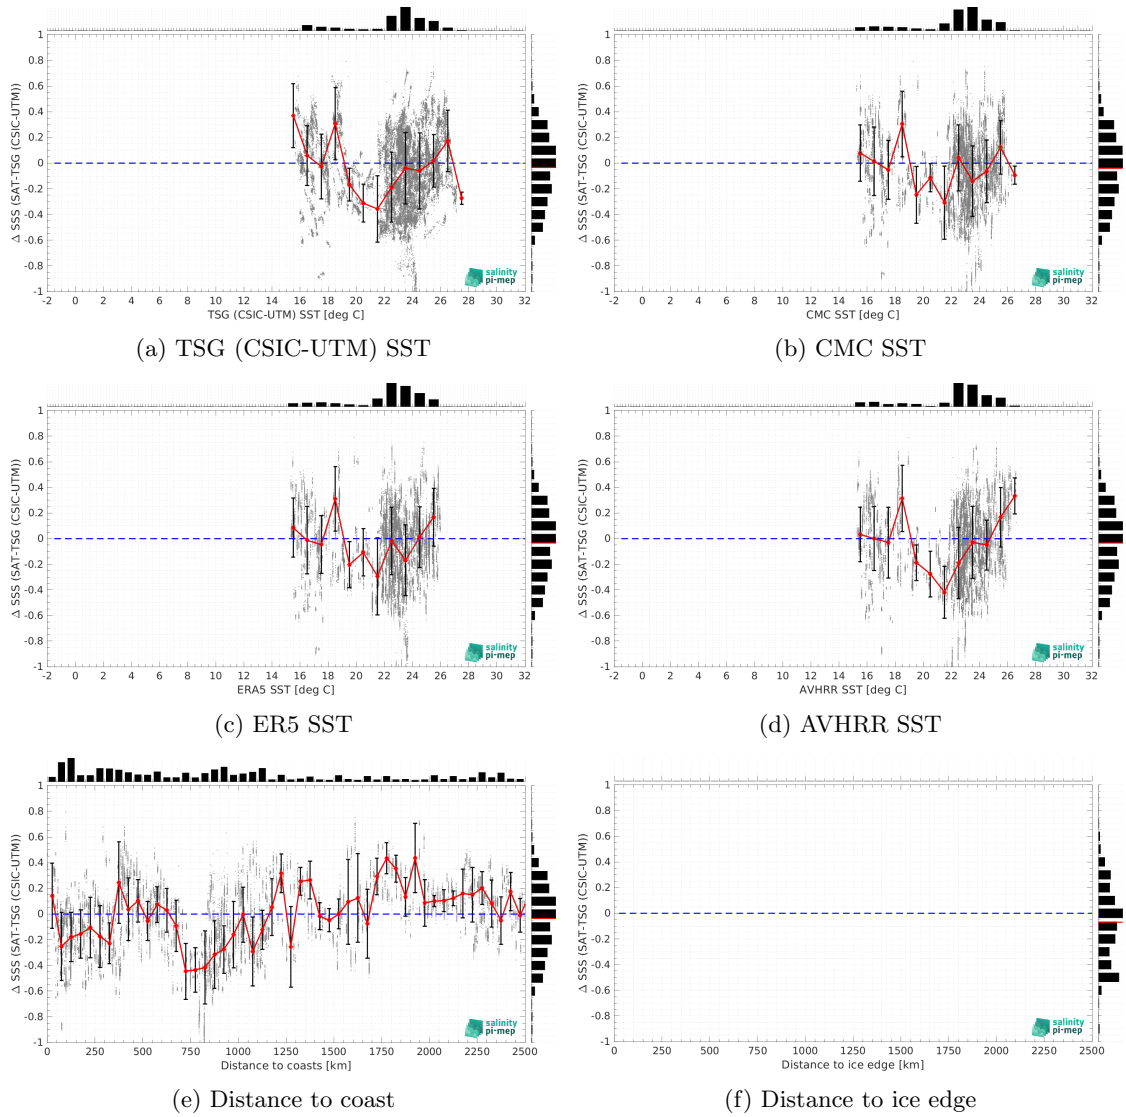 1
0.8
0.6
0.4
0.2
0
-0.2
-0.4
-0.6
-0.8
-1
Δ SSS (SAT-TSG (CSIC-UTM))
salinity
pi-mep
-2 0 2 4 6 8 10 12 14 16 18 20 22 24 26 28 30 32
TSG (CSIC-UTM) SST [deg C]
(a) TSG (CSIC-UTM) SST
1
0.8
0.6
0.4
0.2
0
-0.2
-0.4
-0.6
-0.8
-1
Δ SSS (SAT-TSG (CSIC-UTM))
salinity
pi-mep
-2 0 2 4 6 8 10 12 14 16 18 20 22 24 26 28 30 32
CMC SST [deg C]
(b) CMC SST
1
0.8
0.6
0.4
0.2
0
-0.2
-0.4
-0.6
-0.8
-1
Δ SSS (SAT-TSG (CSIC-UTM))
salinity
pi-mep
-2 0 2 4 6 8 10 12 14 16 18 20 22 24 26 28 30 32
ERA5 SST [deg C]
(c) ER5 SST
1
0.8
0.6
0.4
0.2
0
-0.2
-0.4
-0.6
-0.8
-1
Δ SSS (SAT-TSG (CSIC-UTM))
salinity
pi-mep
-2 0 2 4 6 8 10 12 14 16 18 20 22 24 26 28 30 32
AVHRR SST [deg C]
(d) AVHRR SST
1
0.8
0.6
0.4
0.2
0
-0.2
-0.4
-0.6
-0.8
-1
Δ SSS (SAT-TSG (CSIC-UTM))
salinity
pi-mep
0 250 500 750 1000 1250 1500 1750 2000 2250 2500
Distance to coasts [km]
(e) Distance to coast
1
0.8
0.6
0.4
0.2
0
-0.2
-0.4
-0.6
-0.8
-1
Δ SSS (SAT-TSG (CSIC-UTM))
salinity
pi-mep
0 250 500 750 1000 1250 1500 1750 2000 2250 2500
Distance to ice edge [km]
(f) Distance to ice edge